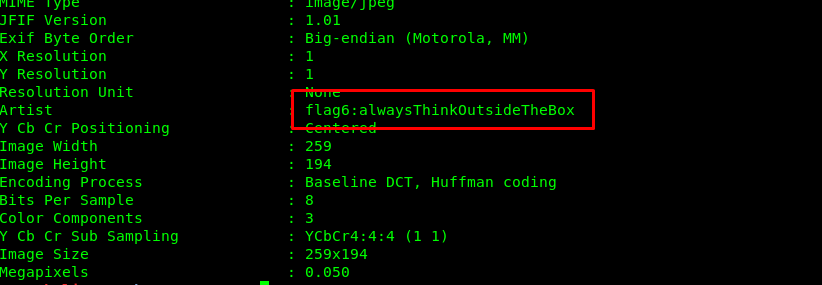 MIME Type : image/jpeg
JFIF Version : 1.01
Exif Byte Order : Big-endian (Motorola, MM)
X Resolution : 1
Y Resolution : 1
Resolution Unit : None
Artist : flag6:alwaysThinkOutsideTheBox
Y Cb Cr Positioning : Centered
Image Width : 259
Image Height : 194
Encoding Process : Baseline DCT, Huffman coding
Bits Per Sample : 8
Color Components : 3
Y Cb Cr Sub Sampling : YCbCr4:4:4 (1 1)
Image Size : 259x194
Megapixels : 0.050